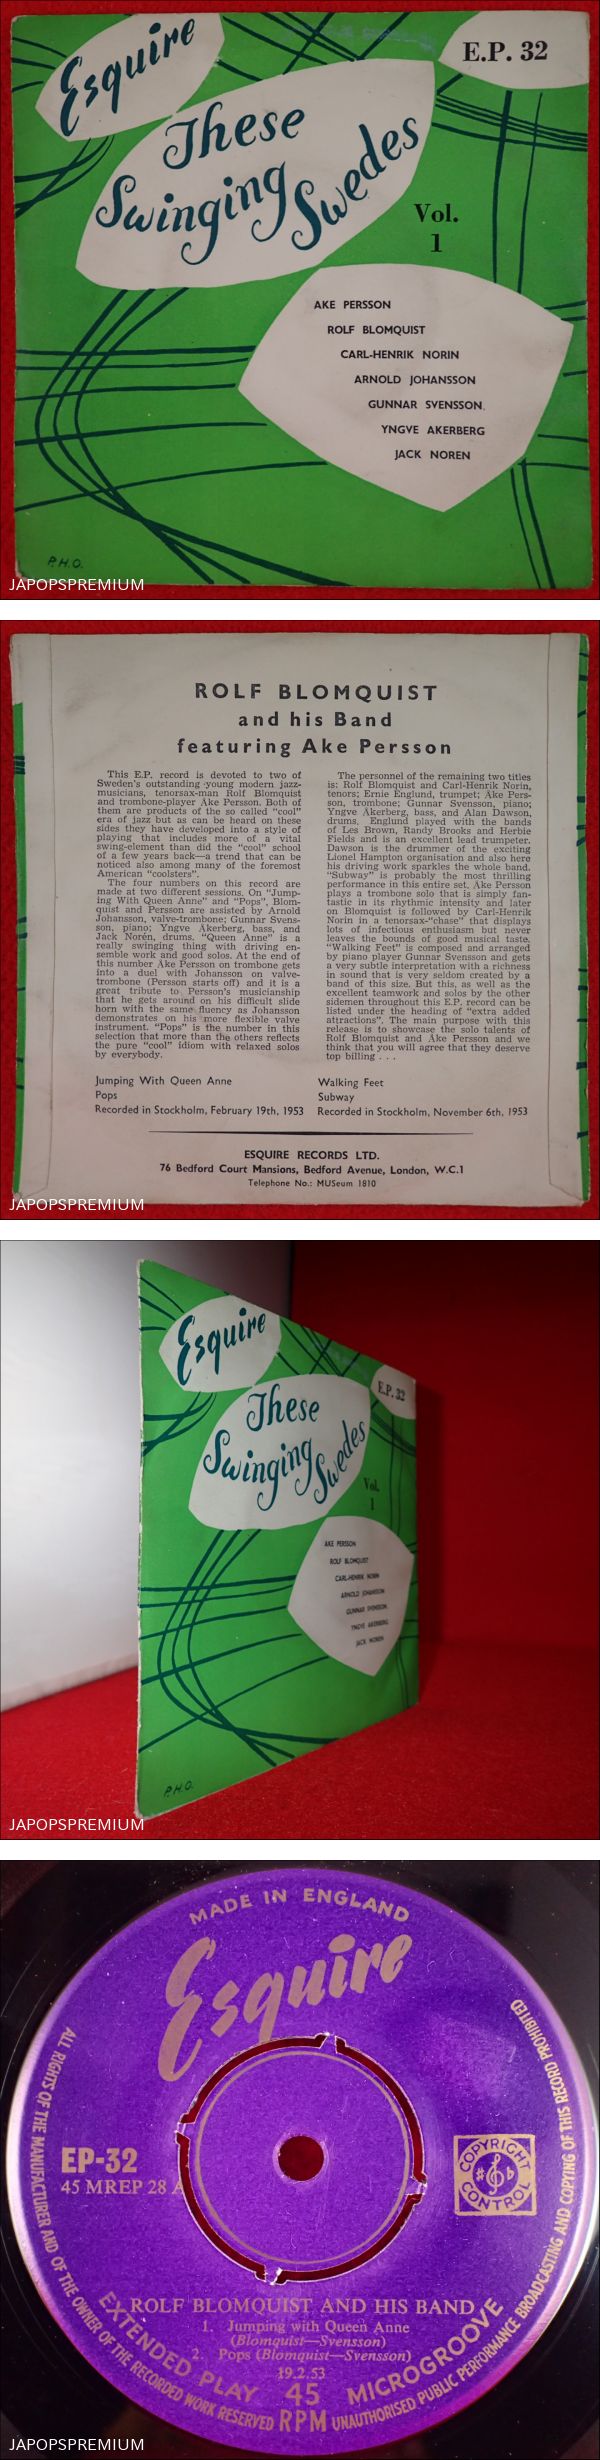 Esquire
E.P. 32
These
Swinging Swedes
Vol.
1
AKE PERSSON
ROLF BLOMQUIST
CARL-HENRIK NORIN
ARNOLD JOHANSSON
GUNNAR SVENSSON.
YNGVE AKERBERG
JACK NOREN
P.H.O.
JAPOPSPREMIUM
ROLF BLOMQUIST
and his Band
featuring Ake Persson
This E.P. record is devoted to two of
Sweden's outstanding young modern jazz-
musicians, tenorsax-man Rolf Blomquist
and trombone-player Åke Persson. Both of
them are products of the so called "cool"
era of jazz but as can be heard on these
sides they have developed into a style of
playing that includes more of a vital
swing-element than did the "cool" school
of a few years back—a trend that can be
noticed also among many of the foremost
American "coolsters".
The four numbers on this record are
made at two different sessions. On "Jump-
ing With Queen Anne" and "Pops", Blom-
quist and Persson are assisted by Arnold
Johansson, valve-trombone; Gunnar Svens-
son, piano; Yngve Åkerberg, bass, and
Jack Norén, drums. "Queen Anne" is a
really swinging thing with driving en-
semble work and good solos. At the end of
this number Åke Persson on trombone gets
into a duel with Johansson on valve-
trombone (Persson starts off) and it is a
great tribute to Persson's musicianship
that he gets around on his difficult slide
horn with the same fluency as Johansson
demonstrates on his more flexible valve
instrument. "Pops" is the number in this
selection that more than the others reflects
the pure "cool" idiom with relaxed solos
by everybody.
The personnel of the remaining two titles
is: Rolf Blomquist and Carl-Henrik Norin,
tenors; Ernie Englund, trumpet; Åke Pers-
son, trombone; Gunnar Svensson, piano;
Yngve Åkerberg, bass, and Alan Dawson,
drums. Englund played with the bands
of Les Brown, Randy Brooks and Herbie
Fields and is an excellent lead trumpeter.
Dawson is the drummer of the exciting
Lionel Hampton organisation and also here
his driving work sparkles the whole band.
"Subway" is probably the most thrilling
performance in this entire set. Åke Persson
plays a trombone solo that is simply fan-
tastic in its rhythmic intensity and later
on Blomquist is followed by Carl-Henrik
Norin in a tenorsax-"chase" that displays
lots of infectious enthusiasm but never
leaves the bounds of good musical taste.
"Walking Feet" is composed and arranged
by piano player Gunnar Svensson and gets
a very subtle interpretation with a richness
in sound that is very seldom created by a
band of this size. But this, as well as the
excellent teamwork and solos by the other
sidemen throughout this E.P. record can be
listed under the heading of "extra added
attractions". The main purpose with this
release is to showcase the solo talents of
Rolf Blomquist and Åke Persson and we
think that you will agree that they deserve
top billing . . .
Jumping With Queen Anne
Pops
Recorded in Stockholm, February 19th, 1953
Walking Feet
Subway
Recorded in Stockholm, November 6th, 1953
ESQUIRE RECORDS LTD.
76 Bedford Court Mansions, Bedford Avenue, London, W.C.1
Telephone No.: MUSeum 1810
JAPOPSPREMIUM
Esquire
E.P. 32
These
Swinging Swedes
Vol.
1
AKE PERSSON
ROLF BLOMQUIST
CARL-HENRIK NORIN
ARNOLD JOHANSSON
GUNNAR SVENSSON.
YNGVE AKERBERG
JACK NOREN
P.H.O.
JAPOPSPREMIUM
MADE IN ENGLAND
Esquire
ALL RIGHTS OF THE MANUFACTURER AND OF THE OWNER OF THE RECORDED WORK RESERVED
UNAUTHORISED PUBLIC PERFORMANCE BROADCASTING AND COPYING OF THIS RECORD PROHIBITED
EP-32
45 MREP 28 A
COPYRIGHT
CONTROL
ROLF BLOMQUIST AND HIS BAND
1. Jumping with Queen Anne
(Blomquist—Svensson)
2. Pops (Blomquist—Svensson)
19.2.53
EXTENDED PLAY 45 MICROGROOVE
RPM
JAPOPSPREMIUM